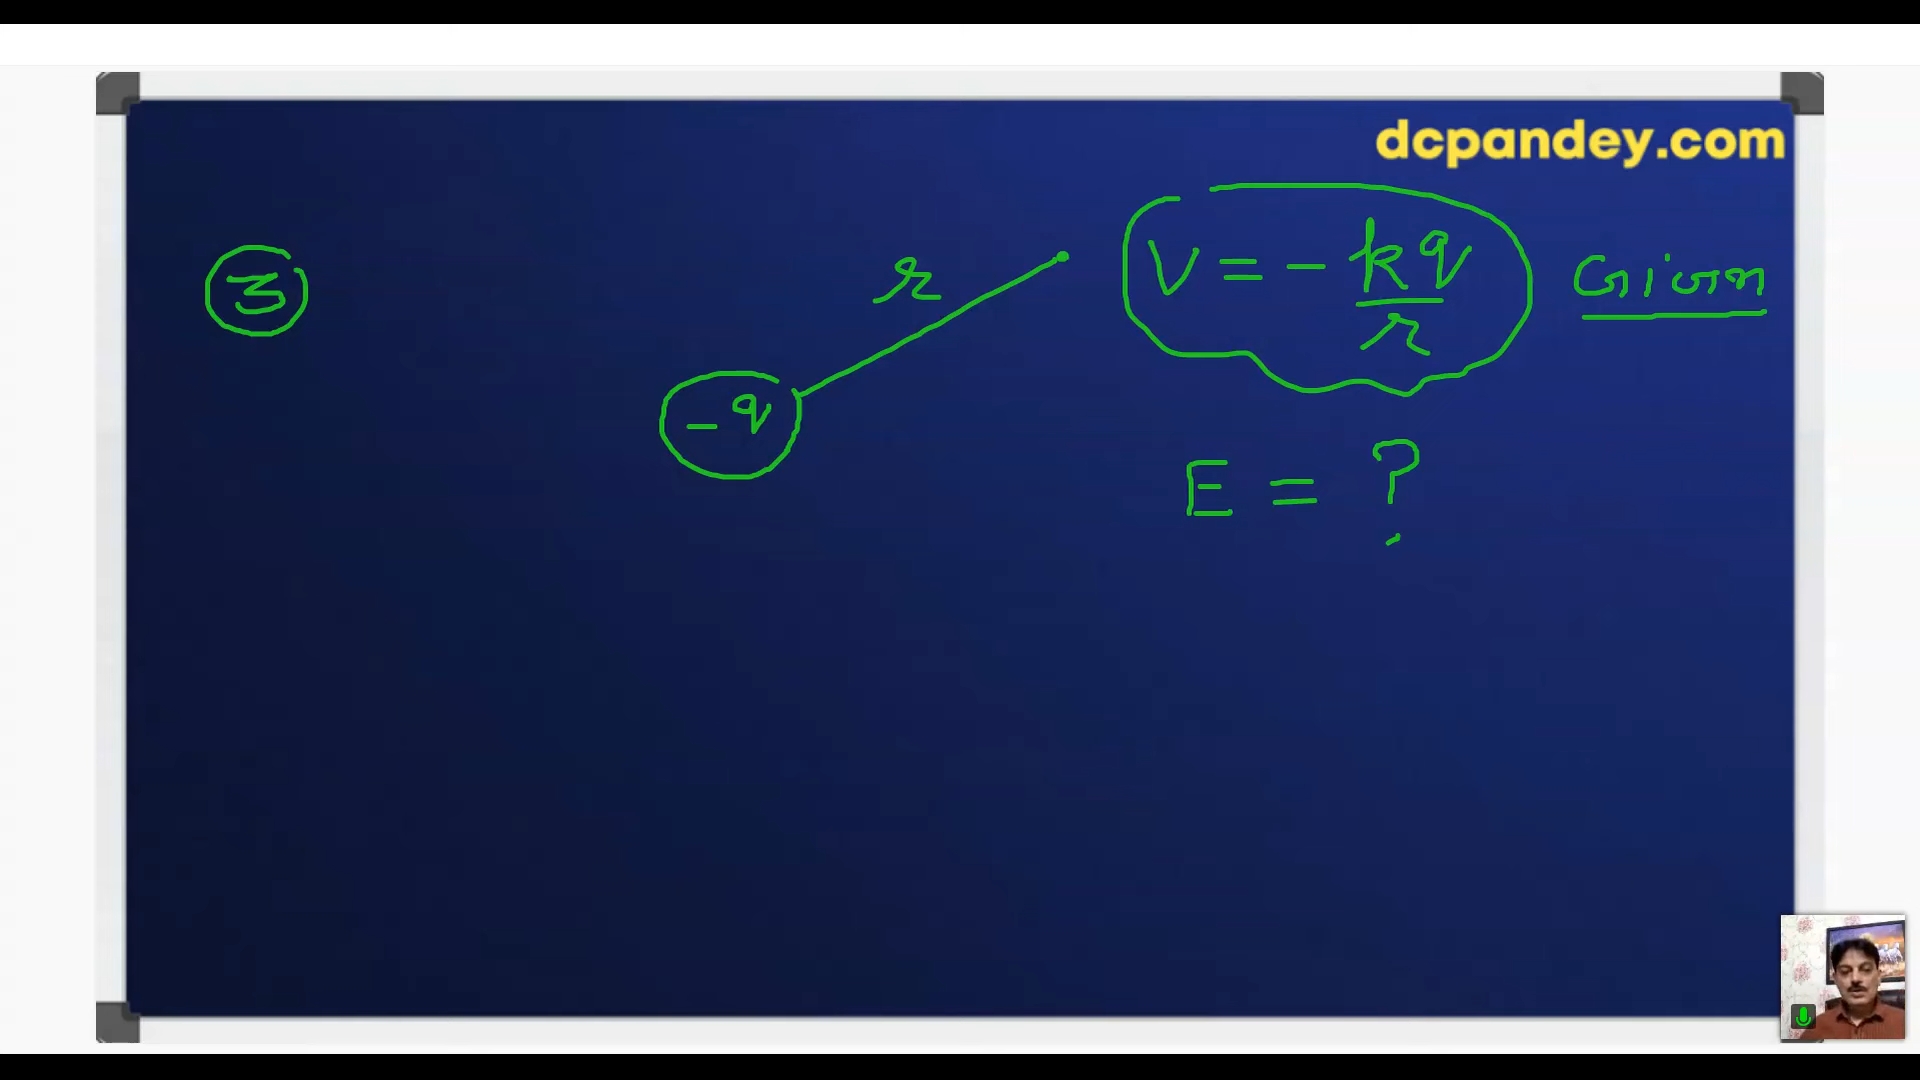 dcpandey.com
3
r
V = - kq/r Given
-q
E = ?